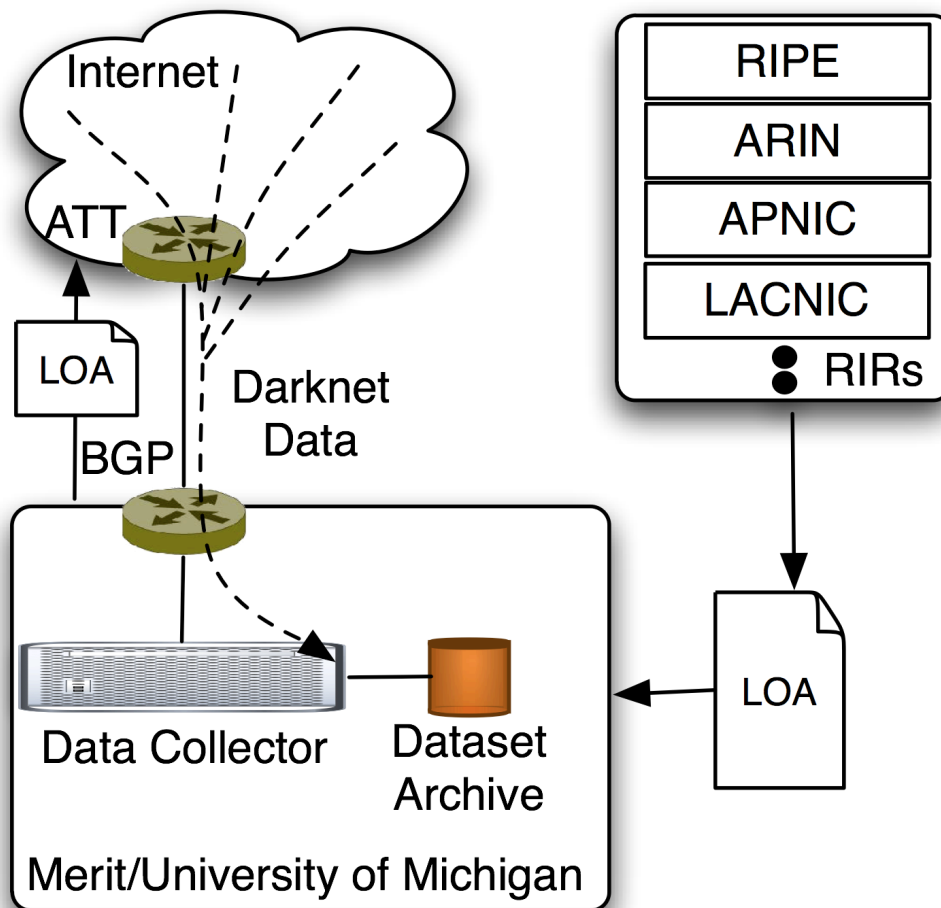 Internet
ATT
LOA
BGP
Darknet
Data
Data Collector
Dataset
Archive
Merit/University of Michigan
RIPE
ARIN
APNIC
LACNIC
RIRs
LOA